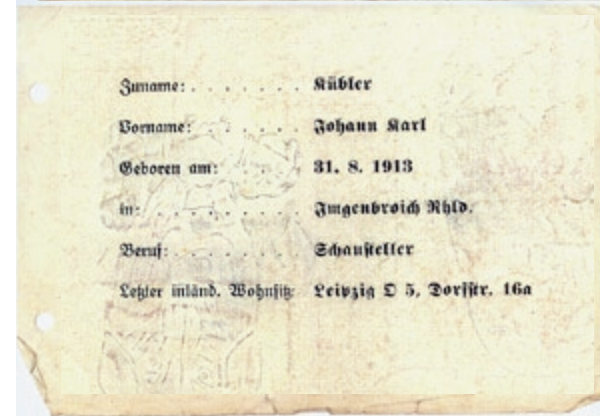 Zuname: . . . . . . . Kübler
Vorname: . . . . . . Johann Karl
Geboren am: . . . . 31. 8. 1913
in: . . . . . . . . . Imgenbroich Rhld.
Beruf: . . . . . . . . Schausteller
Letzter inländ. Wohnsitz: Leipzig O 5, Dorfstr. 16a